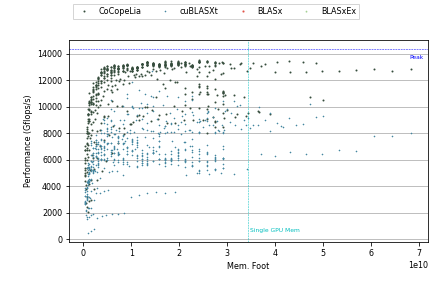 CoCopeLia cuBLASXt BLASx BLASxEx
14000
Peak
12000
10000
8000
6000
4000
2000
0
Performance (Gflops/s)
Single GPU Mem
0 1 2 3 4 5 6 7
Mem. Foot
1e10